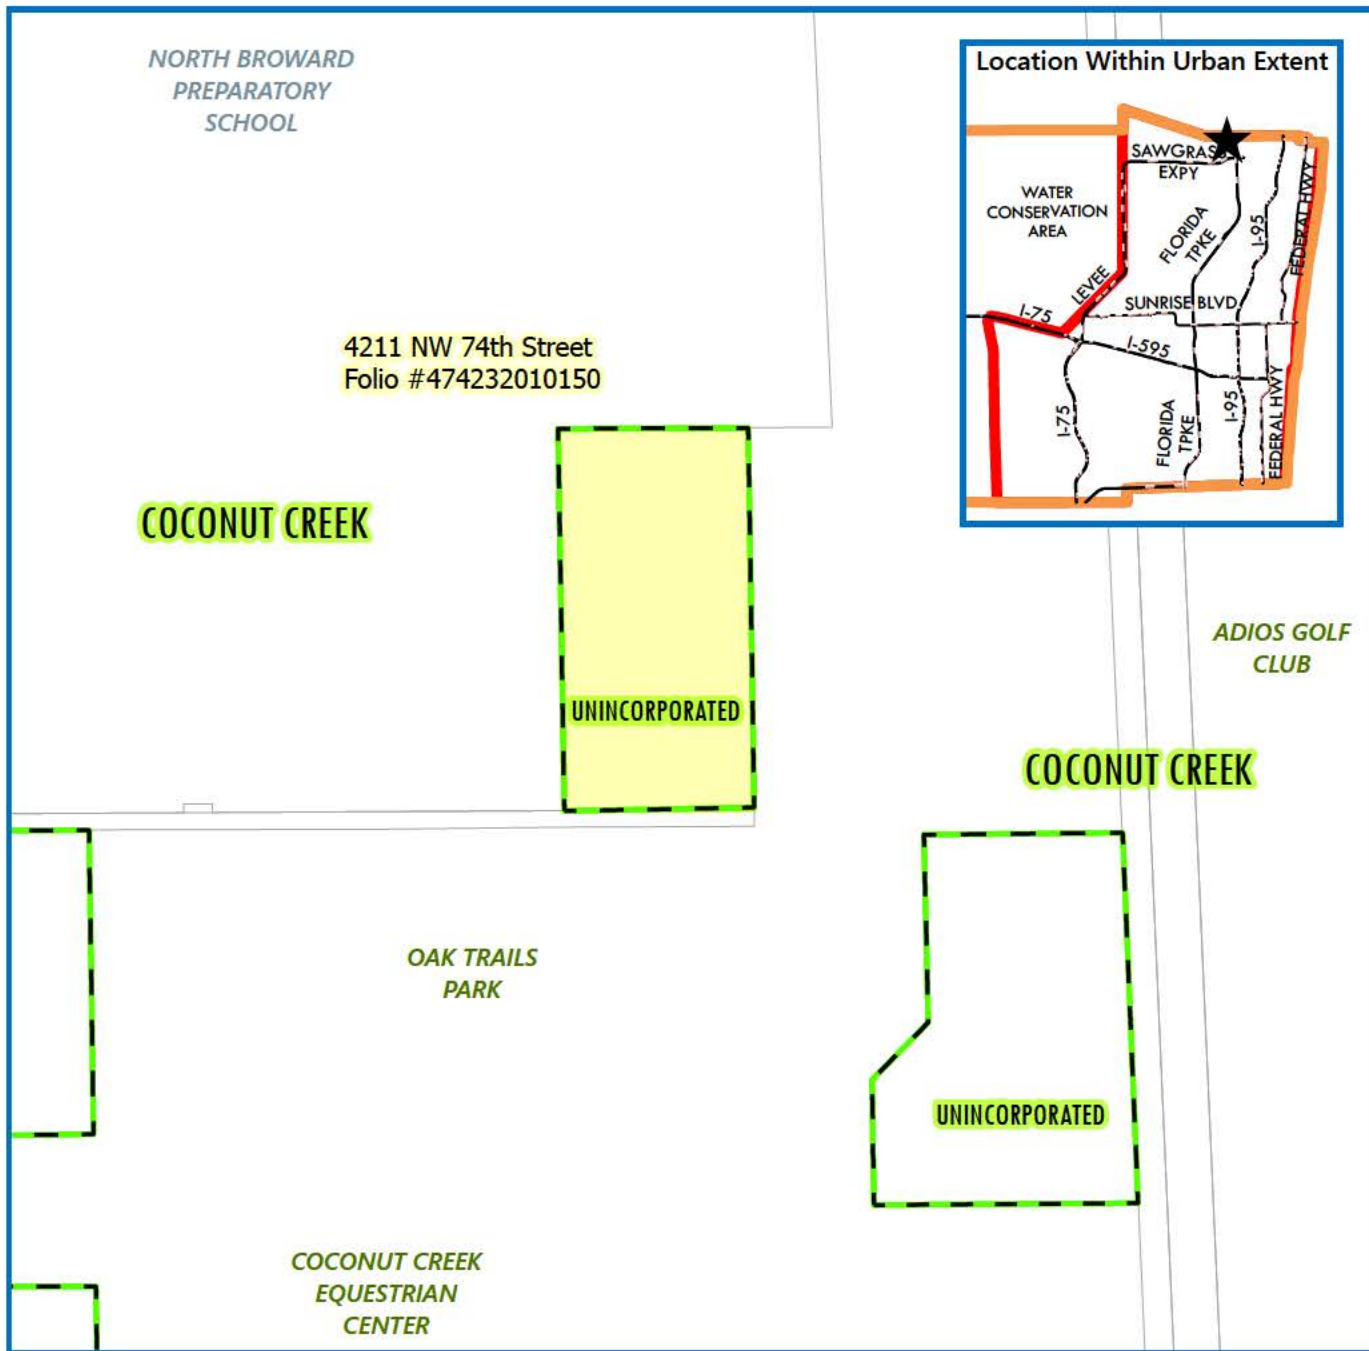 NORTH BROWARD
PREPARATORY
SCHOOL
Location Within Urban Extent
SAWGRASS
EXPY
WATER
CONSERVATION
AREA
FLORIDA
TPKE
I-95
FEDERAL HWY
LEVEE
SUNRISE BLVD
I-75
I-595
I-75
FLORIDA
TPKE
I-95
FEDERAL HWY
4211 NW 74th Street
Folio #474232010150
COCONUT CREEK
ADIOS GOLF
CLUB
UNINCORPORATED
COCONUT CREEK
OAK TRAILS
PARK
UNINCORPORATED
COCONUT CREEK
EQUESTRIAN
CENTER